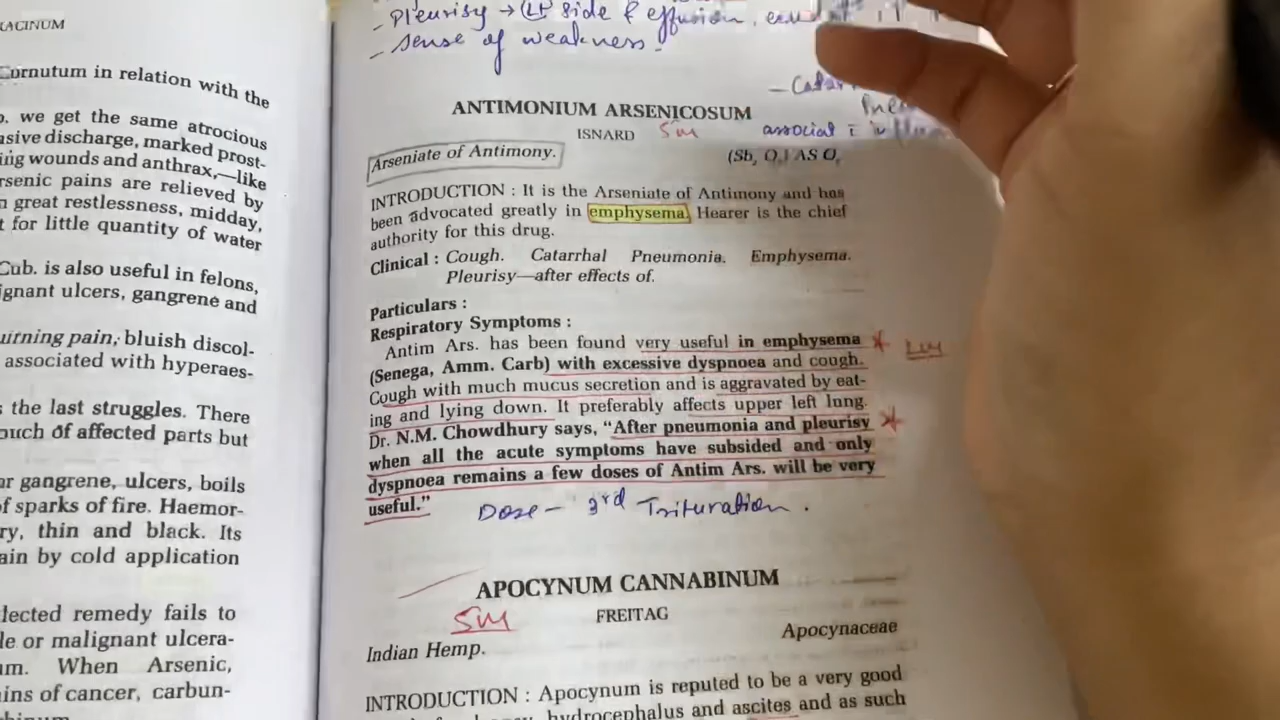 ACINUM
Cornutum in relation with the
we get the same atrocious
sive discharge, marked prost-
ing wounds and anthrax,—like
rsenic pains are relieved by
n great restlessness, midday,
t for little quantity of water
Cub. is also useful in felons,
ignant ulcers, gangrene and
urning pain, bluish discol-
associated with hyperaes-
s the last struggles. There
ouch of affected parts but
ar gangrene, ulcers, boils
of sparks of fire. Haemor-
ry, thin and black. Its
ain by cold application
lected remedy fails to
le or malignant ulcera-
um. When Arsenic,
ins of cancer, carbun-
- Pleurisy → (Lt side & effusion,
- Sense of weakness.
ANTIMONIUM ARSENICOSUM
ISNARD SM
associat
Arseniate of Antimony.
(Sb2 O5) AS O5
INTRODUCTION : It is the Arseniate of Antimony and has
been advocated greatly in emphysema. Hearer is the chief
authority for this drug.
Clinical : Cough. Catarrhal Pneumonia. Emphysema.
Pleurisy—after effects of.
Particulars :
Respiratory Symptoms :
Antim Ars. has been found very useful in emphysema
(Senega, Amm. Carb) with excessive dyspnoea and cough.
Cough with much mucus secretion and is aggravated by eat-
ing and lying down. It preferably affects upper left lung.
Dr. N.M. Chowdhury says, “After pneumonia and pleurisy
when all the acute symptoms have subsided and only
dyspnoea remains a few doses of Antim Ars. will be very
useful.”
Dose - 3rd Trituration.
APOCYNUM CANNABINUM
SM FREITAG
Apocynaceae
Indian Hemp.
INTRODUCTION : Apocynum is reputed to be a very good
hydrocephalus and ascites and as such